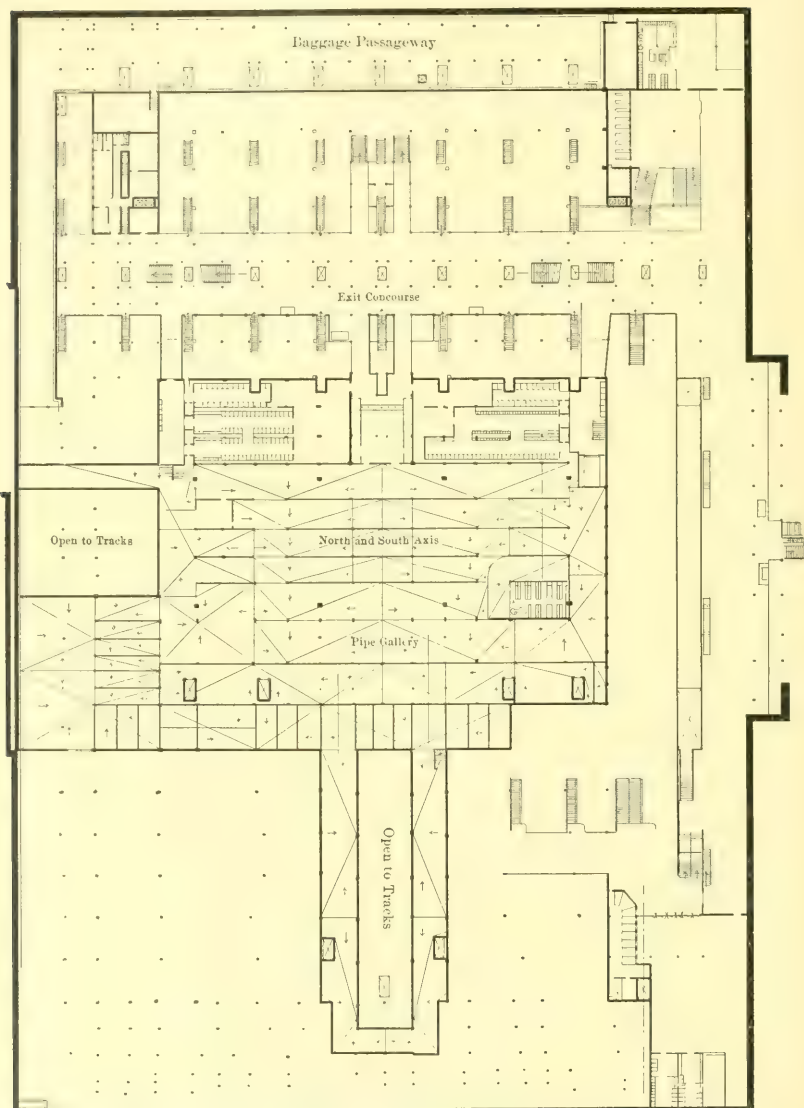 Baggage Passageway
Exit Concourse
Open to Tracks
North and South Axis
Pipe Gallery
Open to Tracks